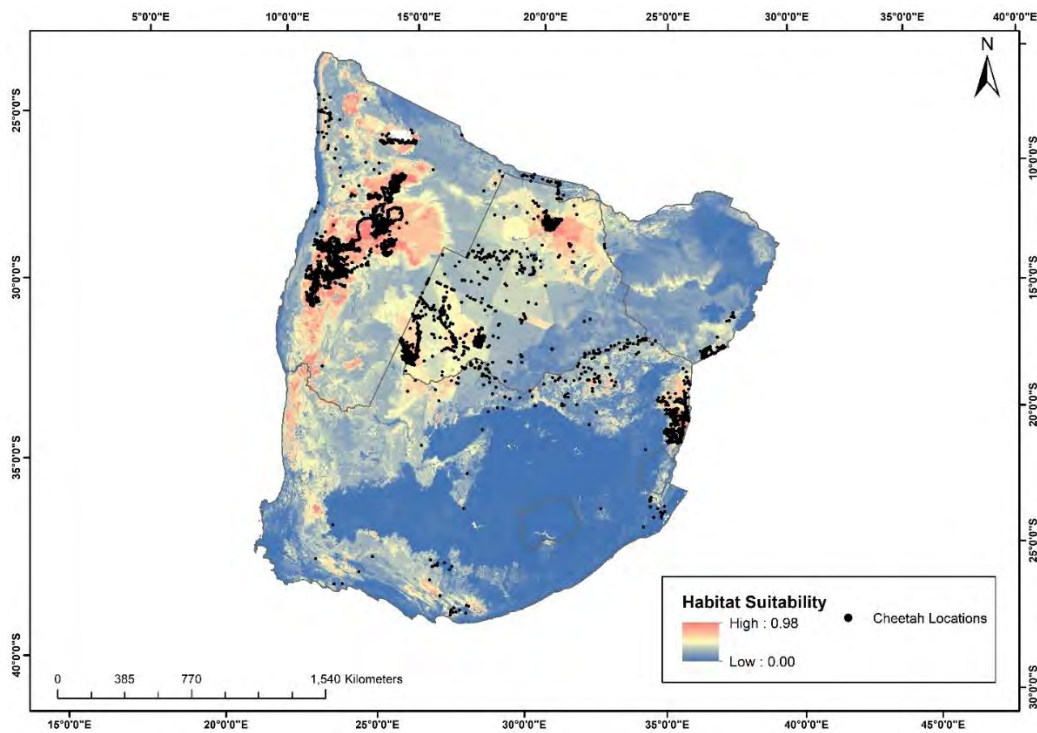 5°0'0"E 10°0'0"E 15°0'0"E 20°0'0"E 25°0'0"E 30°0'0"E 35°0'0"E 40°0'0"E
N
25°0'0"S
10°0'0"S
30°0'0"S
15°0'0"S
20°0'0"S
35°0'0"S
25°0'0"S
Habitat Suitability
High : 0.98
Low : 0.00
Cheetah Locations
40°0'0"S
30°0'0"S
0 385 770 1,540 Kilometers
15°0'0"E 20°0'0"E 25°0'0"E 30°0'0"E 35°0'0"E 40°0'0"E 45°0'0"E